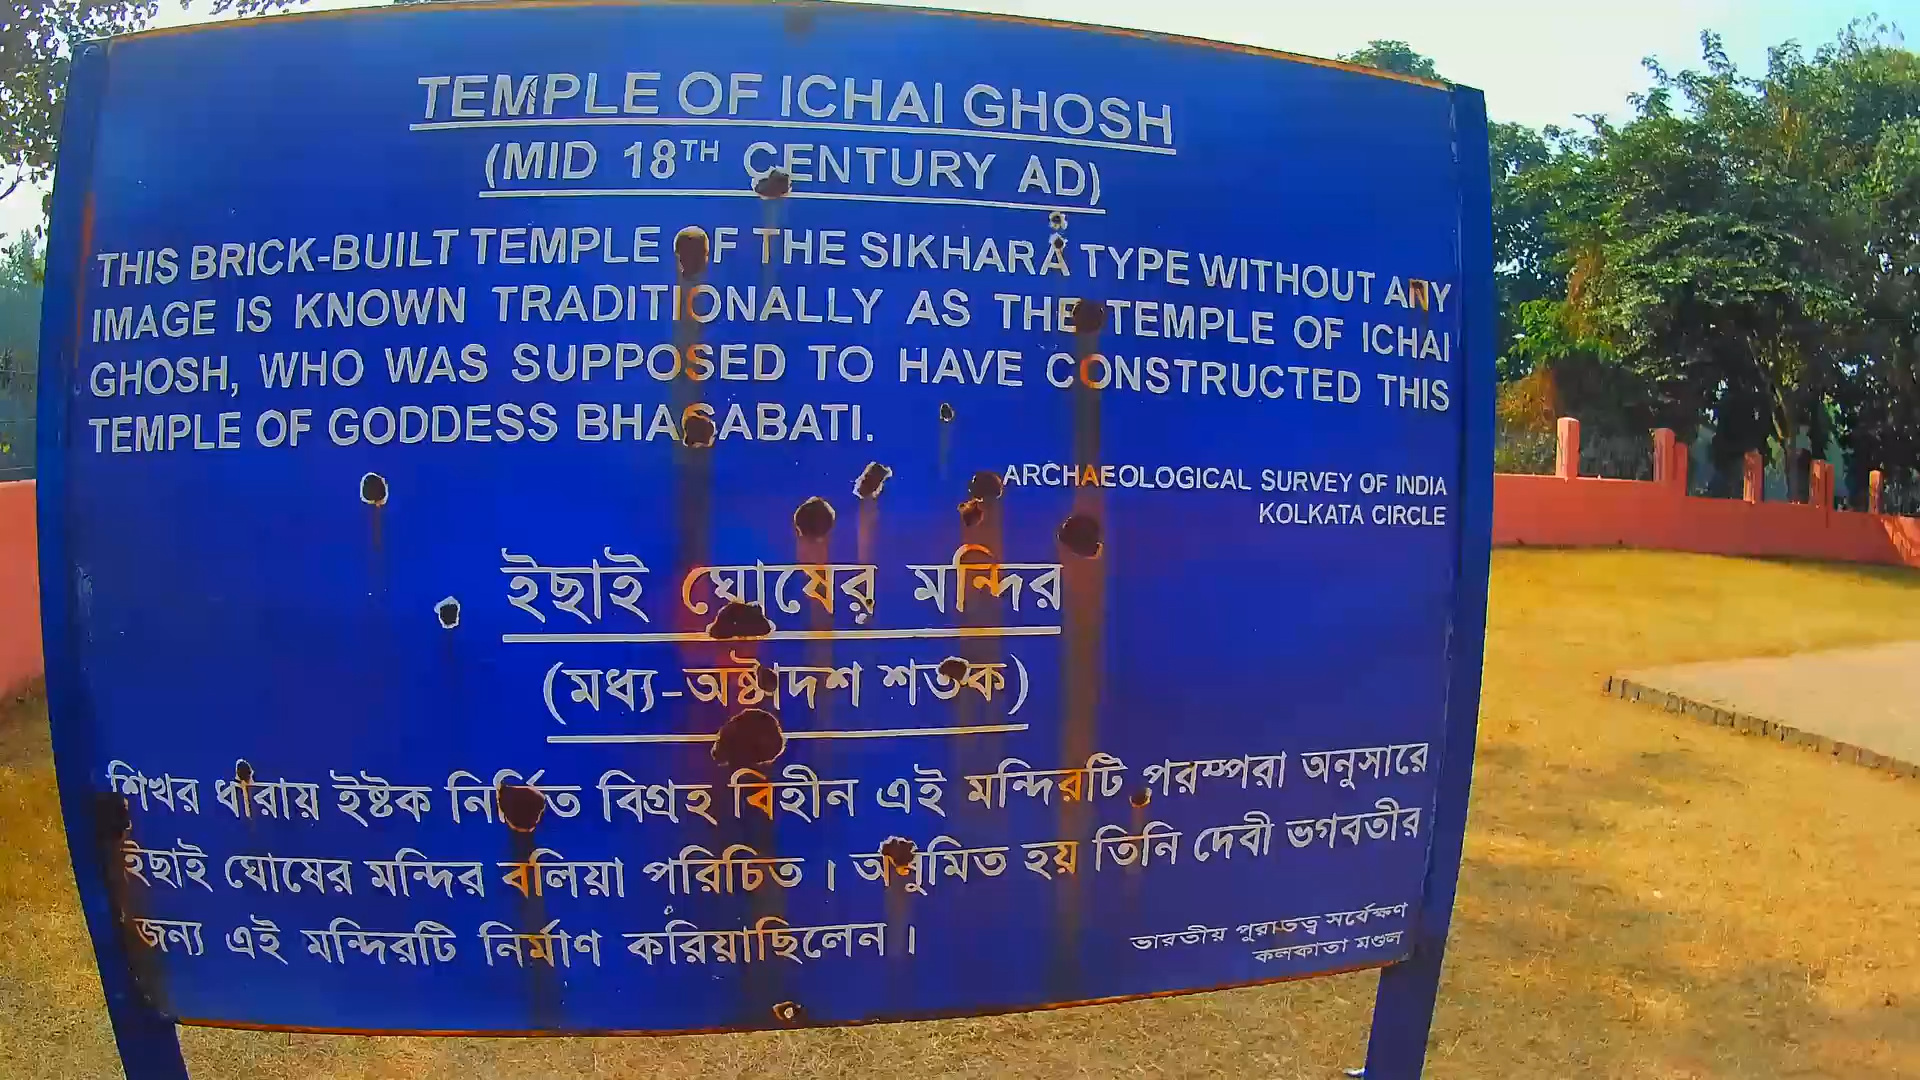 TEMPLE OF ICHAI GHOSH
(MID 18TH CENTURY AD)
THIS BRICK-BUILT TEMPLE OF THE SIKHARA TYPE WITHOUT ANY
IMAGE IS KNOWN TRADITIONALLY AS THE TEMPLE OF ICHAI
GHOSH, WHO WAS SUPPOSED TO HAVE CONSTRUCTED THIS
TEMPLE OF GODDESS BHAGABATI.
ARCHAEOLOGICAL SURVEY OF INDIA
KOLKATA CIRCLE
ইছাই ঘোষের মন্দির
(মধ্য-অষ্টাদশ শতক)
শিখর ধারায় ইষ্টক নির্মিত বিগ্রহ বিহীন এই মন্দিরটি পরম্পরা অনুসারে
ইছাই ঘোষের মন্দির বলিয়া পরিচিত । অনুমিত হয় তিনি দেবী ভগবতীর
জন্য এই মন্দিরটি নির্মাণ করিয়াছিলেন ।
ভারতীয় পুরাতত্ত্ব সর্বেক্ষণ
কলকাতা মণ্ডল